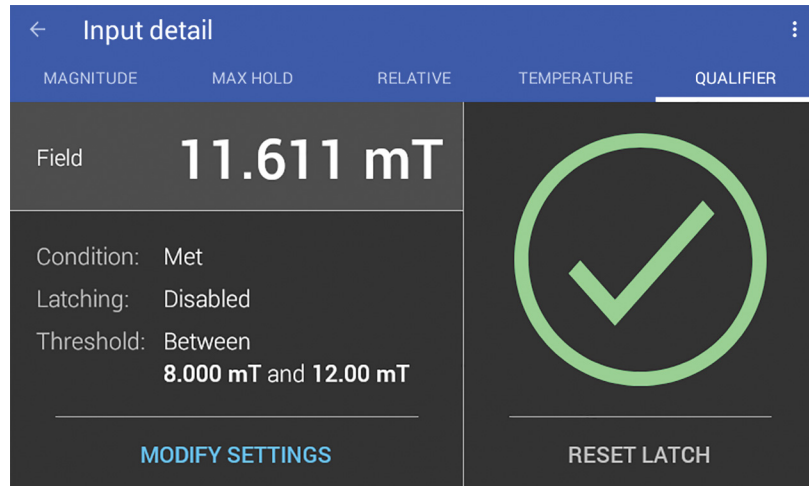 Input detail
MAGNITUDE MAX HOLD RELATIVE TEMPERATURE QUALIFIER
Field 11.611 mT
Condition: Met
Latching: Disabled
Threshold: Between
8.000 mT and 12.00 mT
MODIFY SETTINGS
RESET LATCH